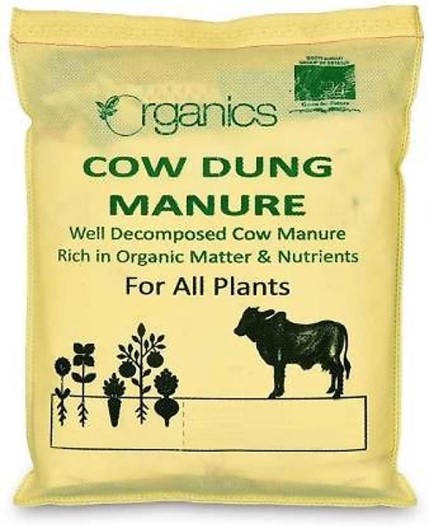 Organics
COW DUNG
MANURE
Well Decomposed Cow Manure
Rich in Organic Matter & Nutrients
For All Plants